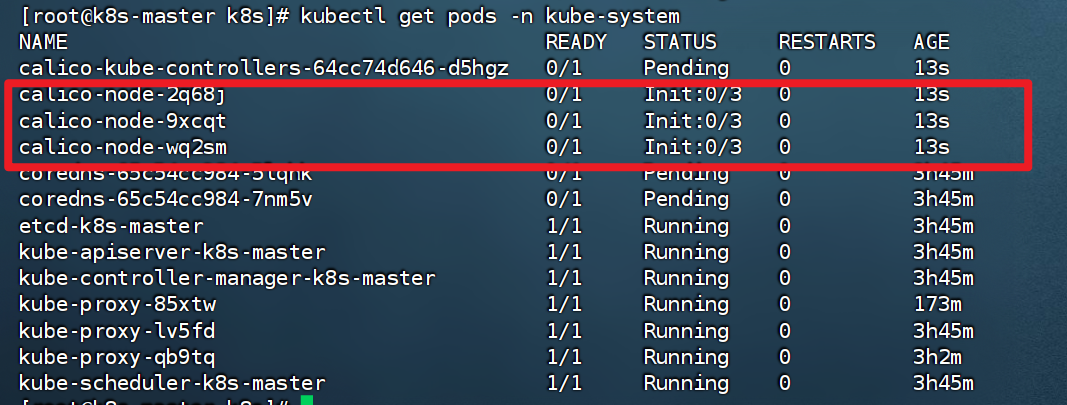 [root@k8s-master k8s]# kubectl get pods -n kube-system
NAME READY STATUS RESTARTS AGE
calico-kube-controllers-64cc74d646-d5hgz 0/1 Pending 0 13s
calico-node-2q68j 0/1 Init:0/3 0 13s
calico-node-9xcqt 0/1 Init:0/3 0 13s
calico-node-wq2sm 0/1 Init:0/3 0 13s
0/1 Pending 0 3h45m
coredns-65c54cc984-7nm5v 0/1 Pending 0 3h45m
etcd-k8s-master 1/1 Running 0 3h45m
kube-apiserver-k8s-master 1/1 Running 0 3h45m
kube-controller-manager-k8s-master 1/1 Running 0 3h45m
kube-proxy-85xtw 1/1 Running 0 173m
kube-proxy-lv5fd 1/1 Running 0 3h45m
kube-proxy-qb9tq 1/1 Running 0 3h2m
kube-scheduler-k8s-master 1/1 Running 0 3h45m
[root@k8s-master k8s]#